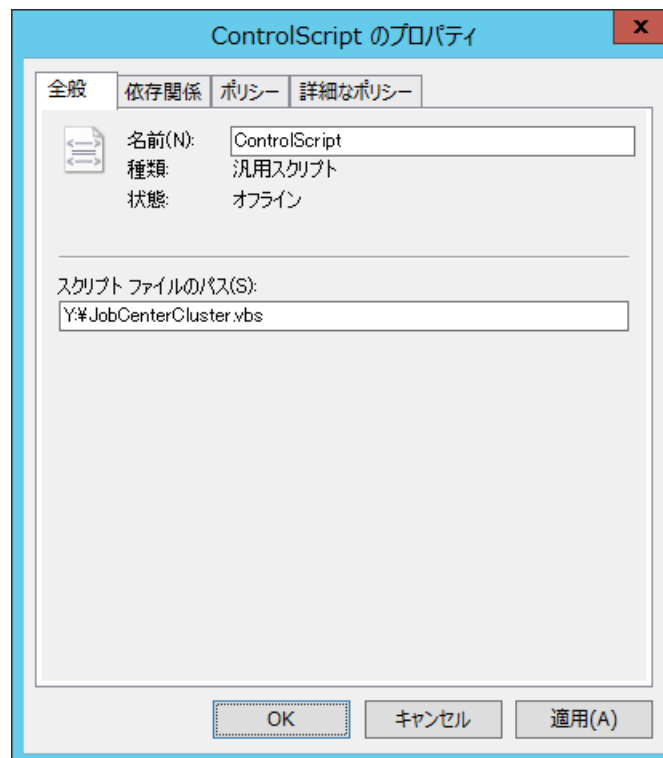 ControlScript のプロパティ
x
全般 依存関係 ポリシー 詳細なポリシー
名前(N): ControlScript
種類: 汎用スクリプト
状態: オフライン
スクリプト ファイルのパス(S):
Y:¥JobCenterCluster.vbs
OK キャンセル 適用(A)